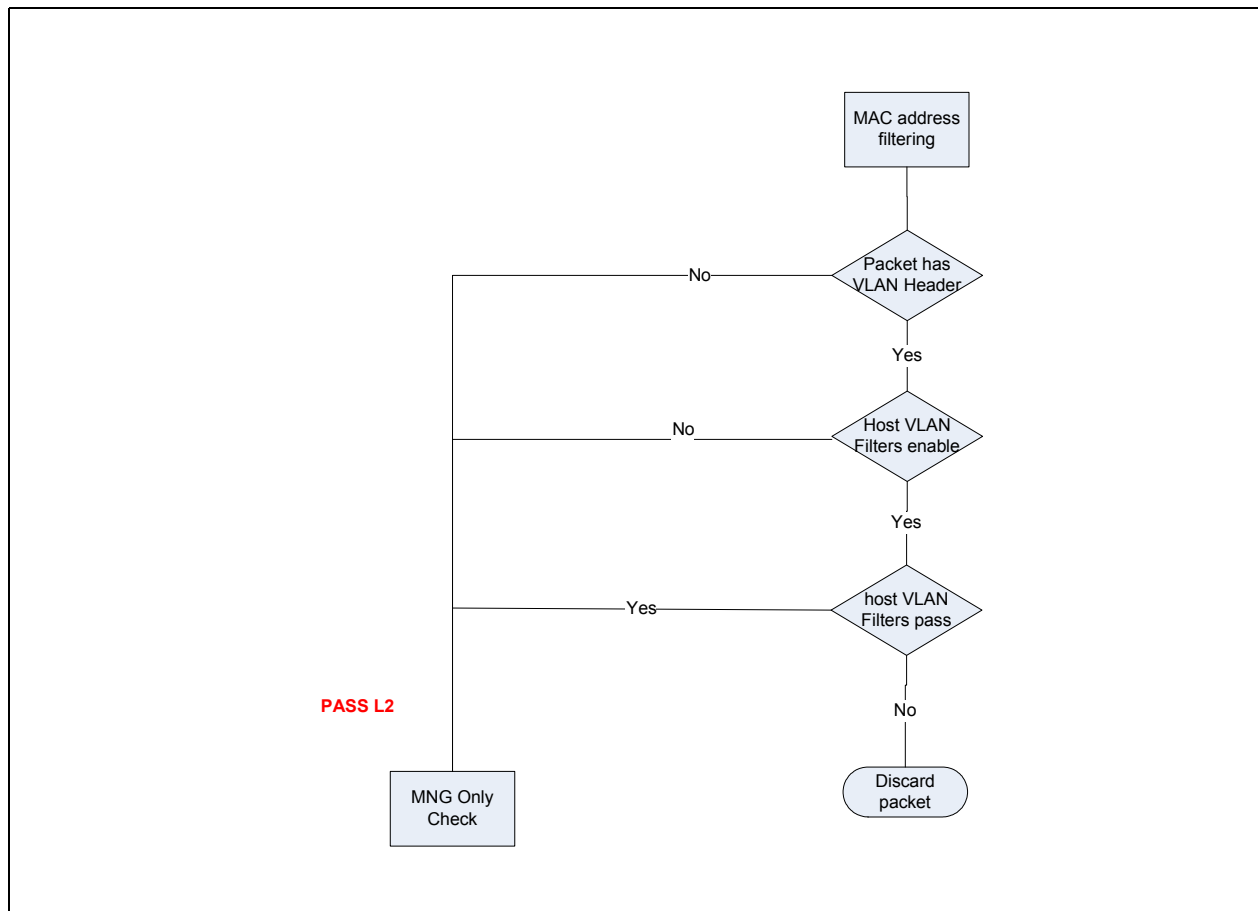 MAC address
filtering
Packet has
VLAN Header
No
Yes
Host VLAN
Filters enable
No
Yes
host VLAN
Filters pass
Yes
No
PASS L2
MNG Only
Check
Discard
packet